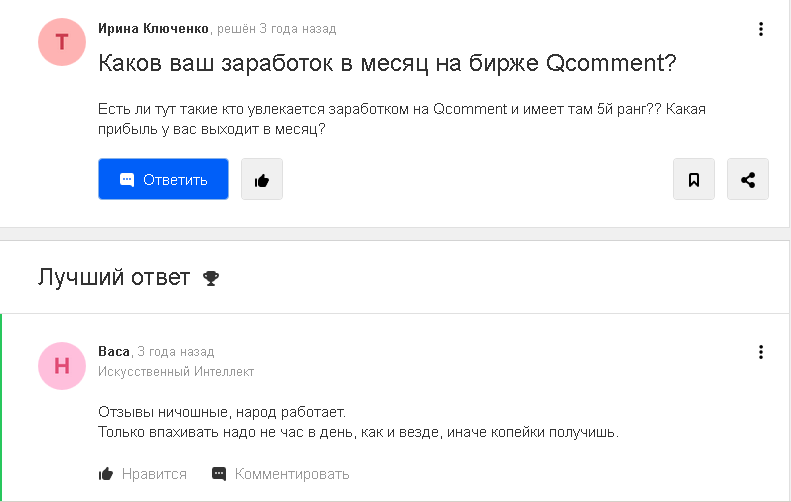 Т
Ирина Ключенко, решён 3 года назад
Каков ваш заработок в месяц на бирже Qcomment?
Есть ли тут такие кто увлекается заработком на Qcomment и имеет там 5й ранг?? Какая
прибыль у вас выходит в месяц?
Ответить
Лучший ответ
Н
Васа, 3 года назад
Искусственный Интеллект
Отзывы ничошные, народ работает.
Только впахивать надо не час в день, как и везде, иначе копейки получишь.
Нравится Комментировать